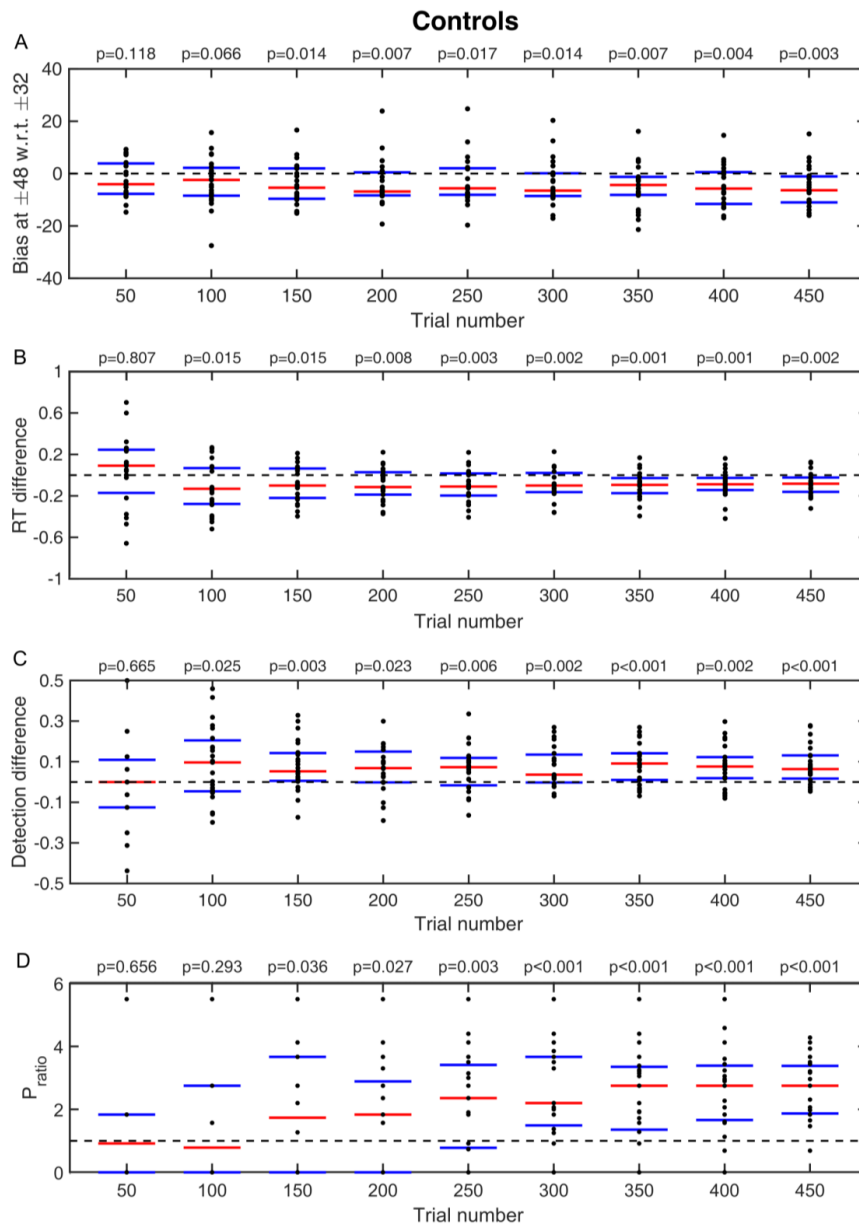 Controls
A
p=0.118 p=0.066 p=0.014 p=0.007 p=0.017 p=0.014 p=0.007 p=0.004 p=0.003
Bias at ±48 w.r.t. ±32
40
20
0
-20
-40
50 100 150 200 250 300 350 400 450
Trial number
B
p=0.807 p=0.015 p=0.015 p=0.008 p=0.003 p=0.002 p=0.001 p=0.001 p=0.002
RT difference
1
0.6
0.2
-0.2
-0.6
-1
50 100 150 200 250 300 350 400 450
Trial number
C
p=0.665 p=0.025 p=0.003 p=0.023 p=0.006 p=0.002 p<0.001 p=0.002 p<0.001
Detection difference
0.5
0.3
0.1
-0.1
-0.3
-0.5
50 100 150 200 250 300 350 400 450
Trial number
D
p=0.656 p=0.293 p=0.036 p=0.027 p=0.003 p<0.001 p<0.001 p<0.001 p<0.001
Pratio
6
4
2
0
50 100 150 200 250 300 350 400 450
Trial number